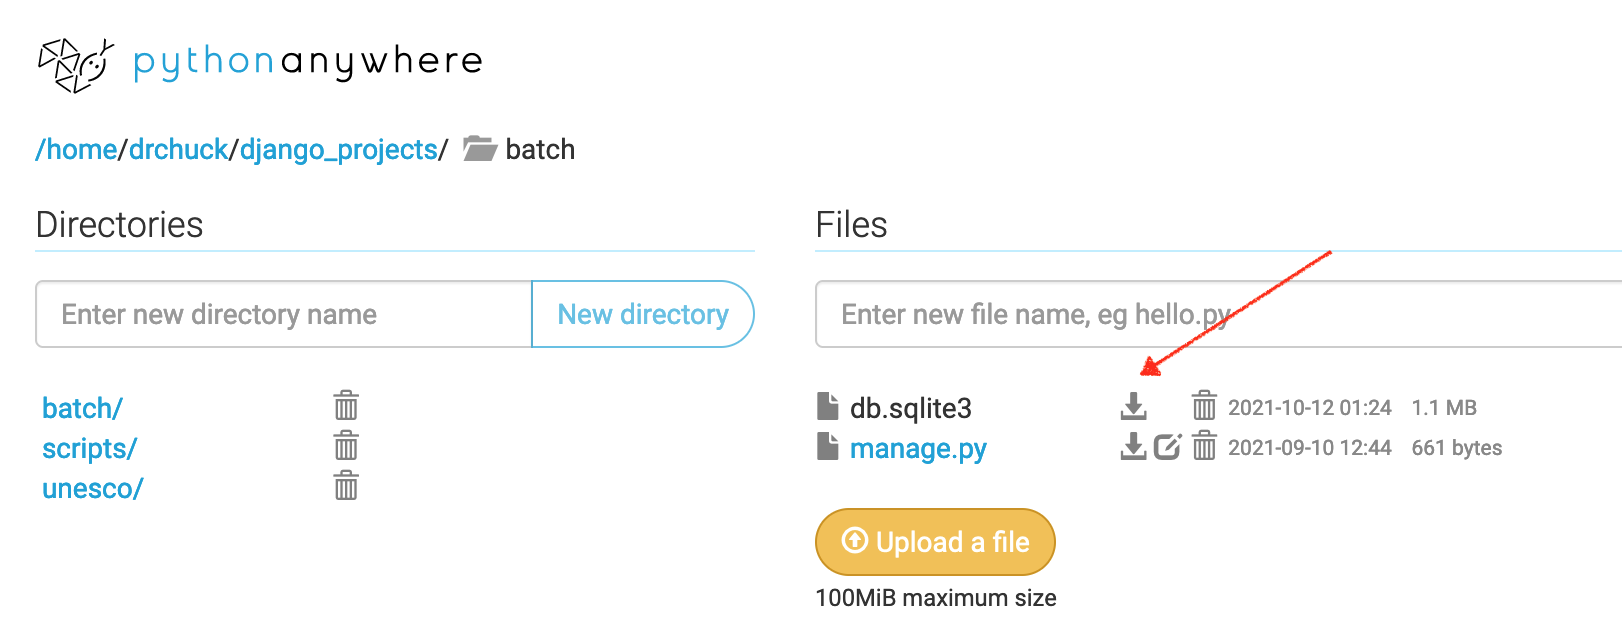 pythonanywhere
/home/drchuck/django_projects/ batch
Directories
Enter new directory name
New directory
batch/
scripts/
unesco/
Files
Enter new file name, eg hello.py
db.sqlite3 2021-10-12 01:24 1.1 MB
manage.py 2021-09-10 12:44 661 bytes
Upload a file
100MiB maximum size